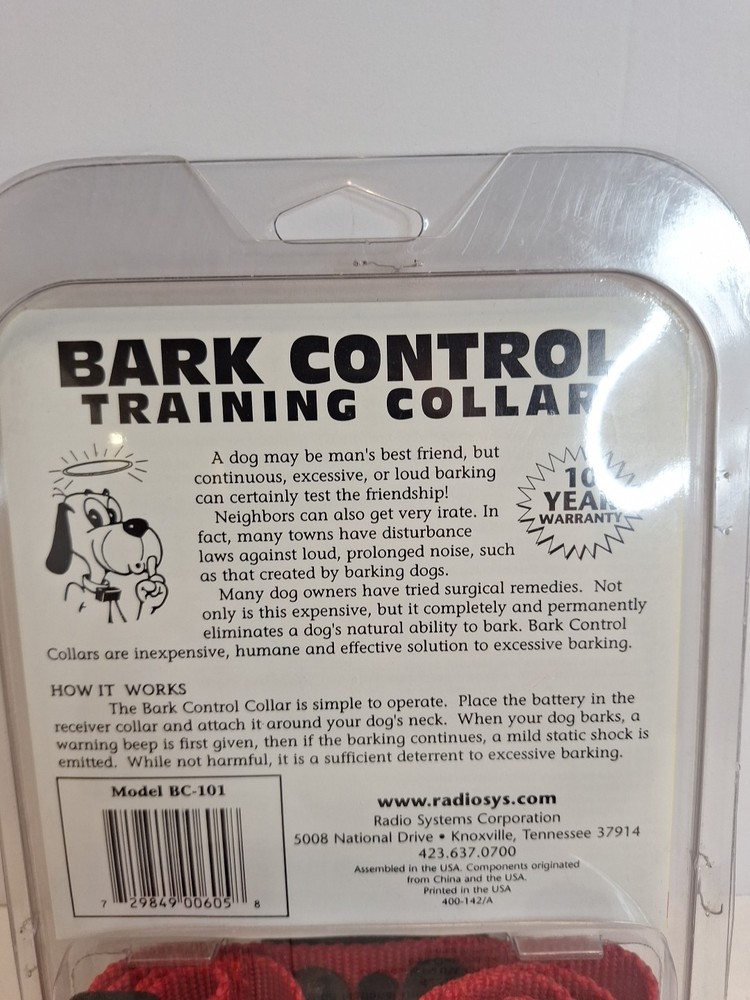 BARK CONTROL
TRAINING COLLAR
A dog may be man's best friend, but
continuous, excessive, or loud barking
can certainly test the friendship!
Neighbors can also get very irate. In
fact, many towns have disturbance
laws against loud, prolonged noise, such
as that created by barking dogs.
Many dog owners have tried surgical remedies. Not
only is this expensive, but it completely and permanently
eliminates a dog's natural ability to bark. Bark Control
Collars are inexpensive, humane and effective solution to excessive barking.
10
YEAR
WARRANTY
HOW IT WORKS
The Bark Control Collar is simple to operate. Place the battery in the
receiver collar and attach it around your dog's neck. When your dog barks, a
warning beep is first given, then if the barking continues, a mild static shock is
emitted. While not harmful, it is a sufficient deterrent to excessive barking.
Model BC-101
7 29849 00605 8
www.radiosys.com
Radio Systems Corporation
5008 National Drive • Knoxville, Tennessee 37914
423.637.0700
Assembled in the USA. Components originated
from China and the USA.
Printed in the USA
400-142/A